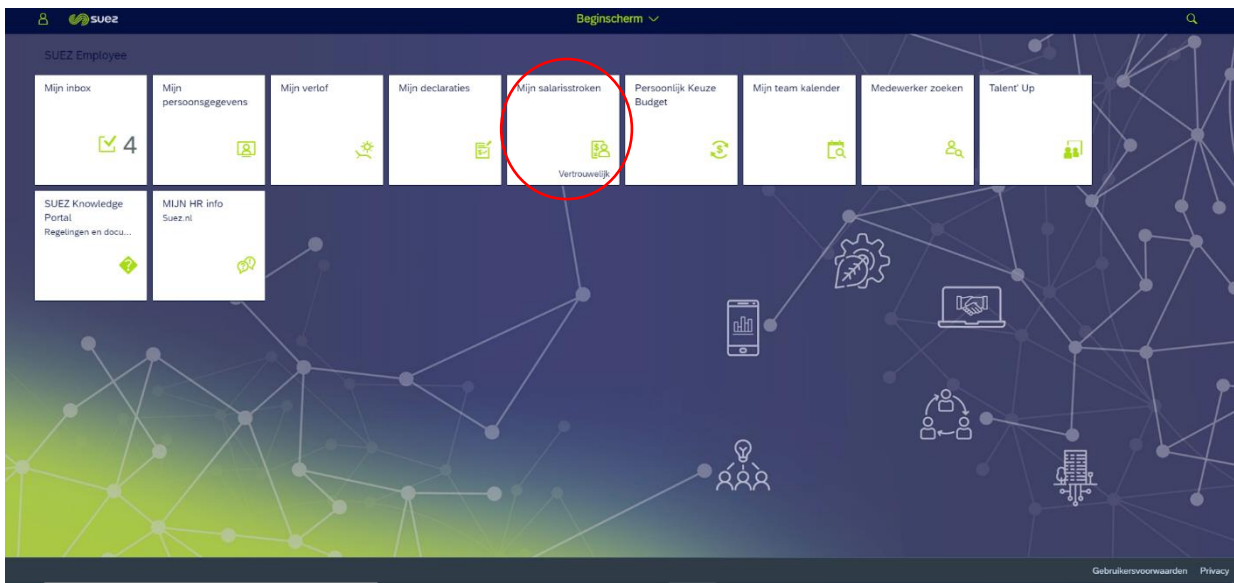 suez
Beginscherm
SUEZ Employee
Mijn inbox
4
Mijn
persoonsgegevens
Mijn verlof
Mijn declaraties
Mijn salarisstroken
Vertrouwelijk
Persoonlijk Keuze
Budget
Mijn team kalender
Medewerker zoeken
Talent' Up
SUEZ Knowledge
Portal
Regelingen en docu...
MIJN HR info
Suez.nl
Gebruikersvoorwaarden Privacy